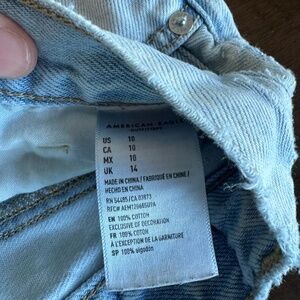 AMERICAN EAGLE
OUTFITTERS
US 10
CA 10
MX 10
UK 14
MADE IN CHINA / FABRIQUÉ EN CHINE /
HECHO EN CHINA
RN 54485/CA 03873
EN 100% COTTON
EXCLUSIVE OF DECORATION
FR 100% COTON
À L'EXCEPTION DE LA GARNITURE
SP 100% algodón